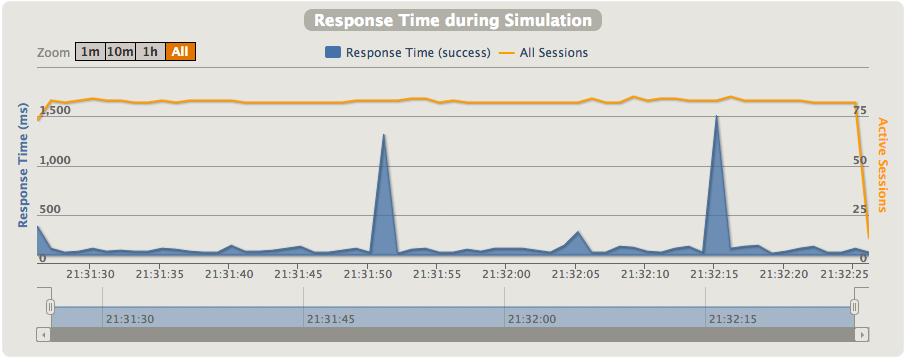 Response Time during Simulation
Zoom 1m 10m 1h All
Response Time (success) All Sessions
Response Time (ms)
1,500
1,000
500
0
75
50
25
0
Active Sessions
21:31:30 21:31:35 21:31:40 21:31:45 21:31:50 21:31:55 21:32:00 21:32:05 21:32:10 21:32:15 21:32:20 21:32:25
21:31:30 21:31:45 21:32:00 21:32:15